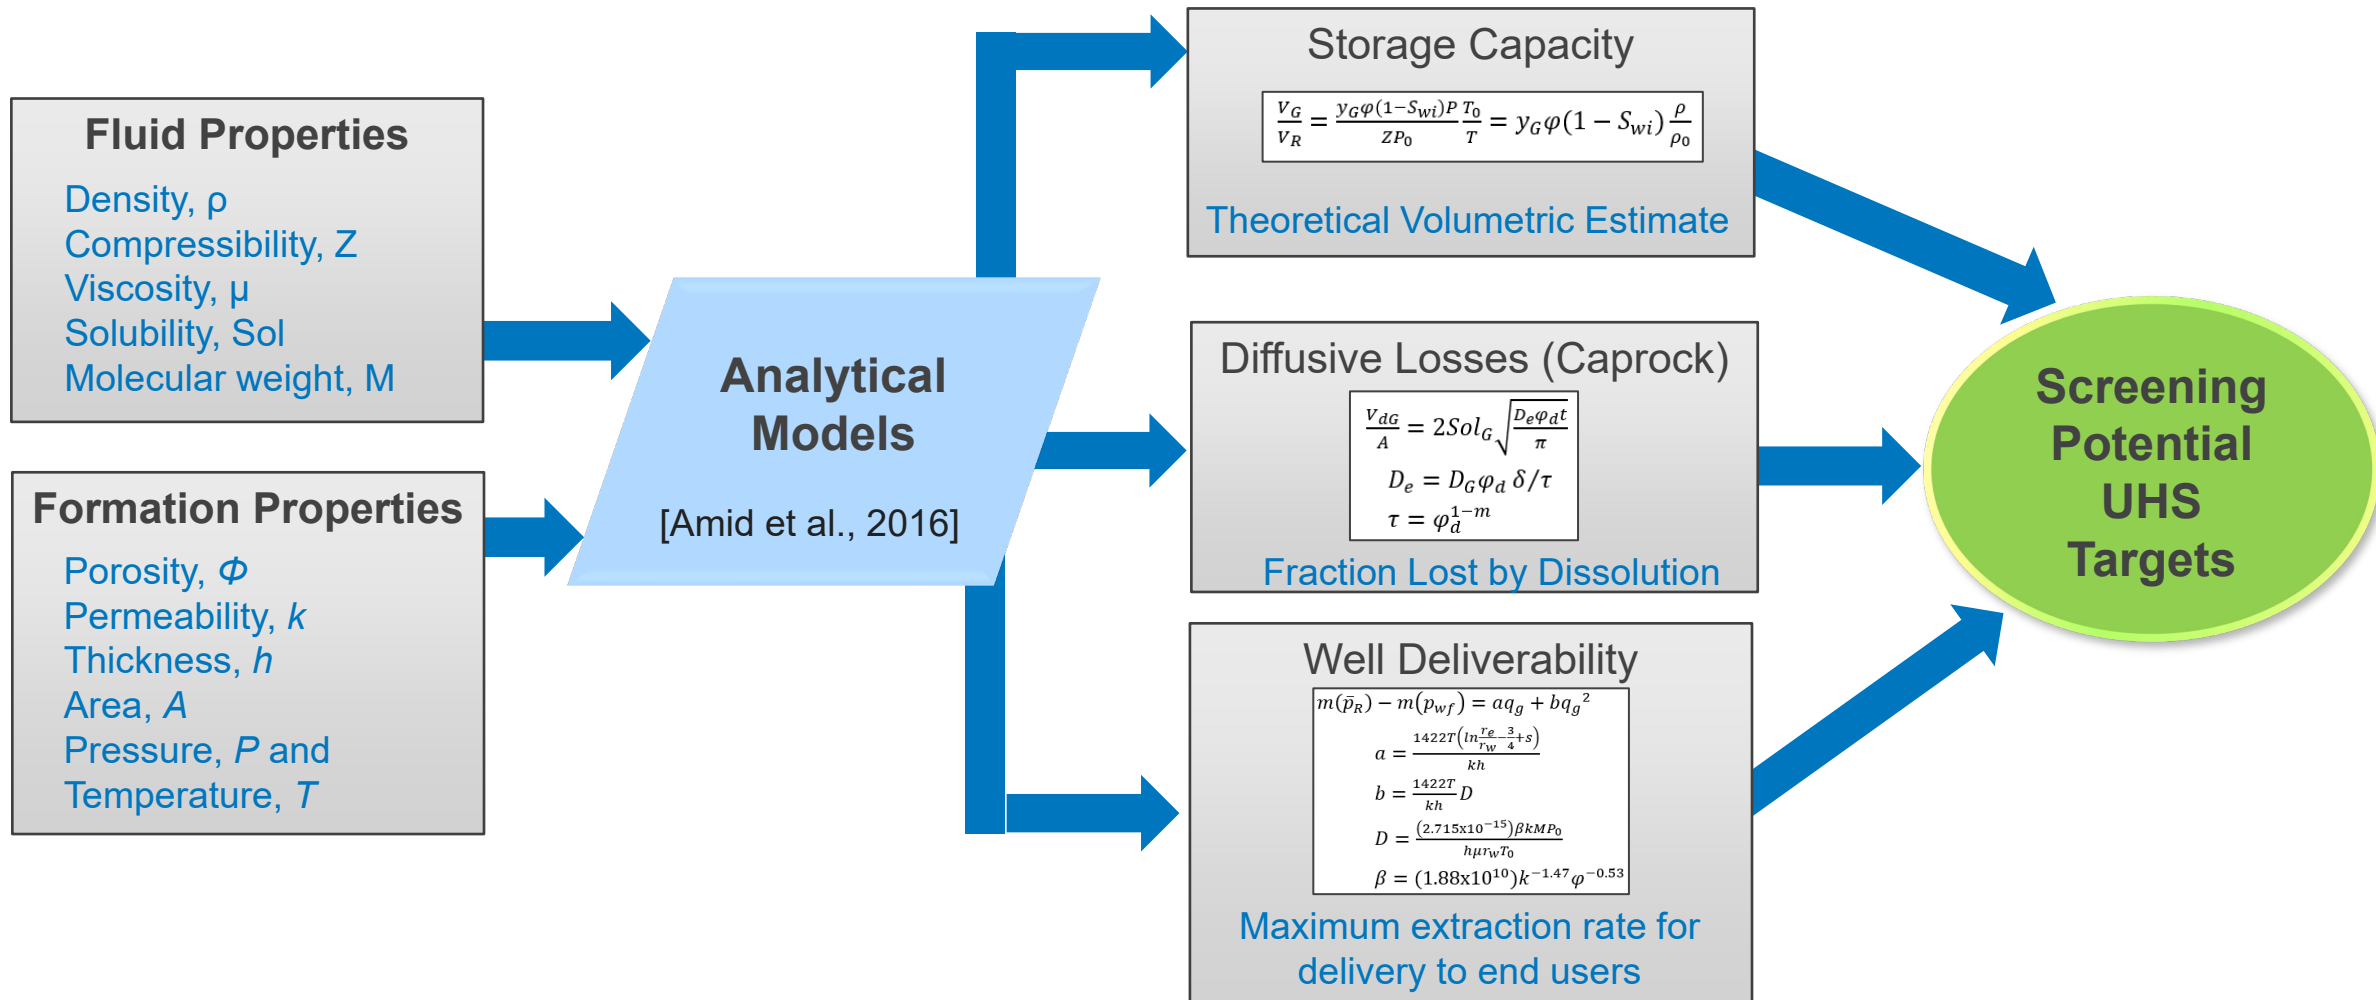 Fluid Properties
Density, ρ
Compressibility, Z
Viscosity, μ
Solubility, Sol
Molecular weight, M
Formation Properties
Porosity, Φ
Permeability, k
Thickness, h
Area, A
Pressure, P and
Temperature, T
Analytical
Models
[Amid et al., 2016]
Storage Capacity
V_G/V_R = y_Gφ(1−S_wi)P/ZP_0 T_0/T = y_Gφ(1 − S_wi) ρ/ρ_0
Theoretical Volumetric Estimate
Diffusive Losses (Caprock)
V_dG/A = 2Sol_G √(D_eφ_dt/π)
D_e = D_Gφ_d δ/τ
τ = φ_d^(1−m)
Fraction Lost by Dissolution
Well Deliverability
m(p̄_R) − m(p_wf) = aq_g + bq_g²
a = 1422T(ln r_e/r_w − 3/4 + s)/kh
b = 1422T/kh D
D = (2.715x10⁻¹⁵)βkMP_0/hμr_wT_0
β = (1.88x10¹⁰)k^−1.47φ^−0.53
Maximum extraction rate for
delivery to end users
Screening
Potential
UHS
Targets